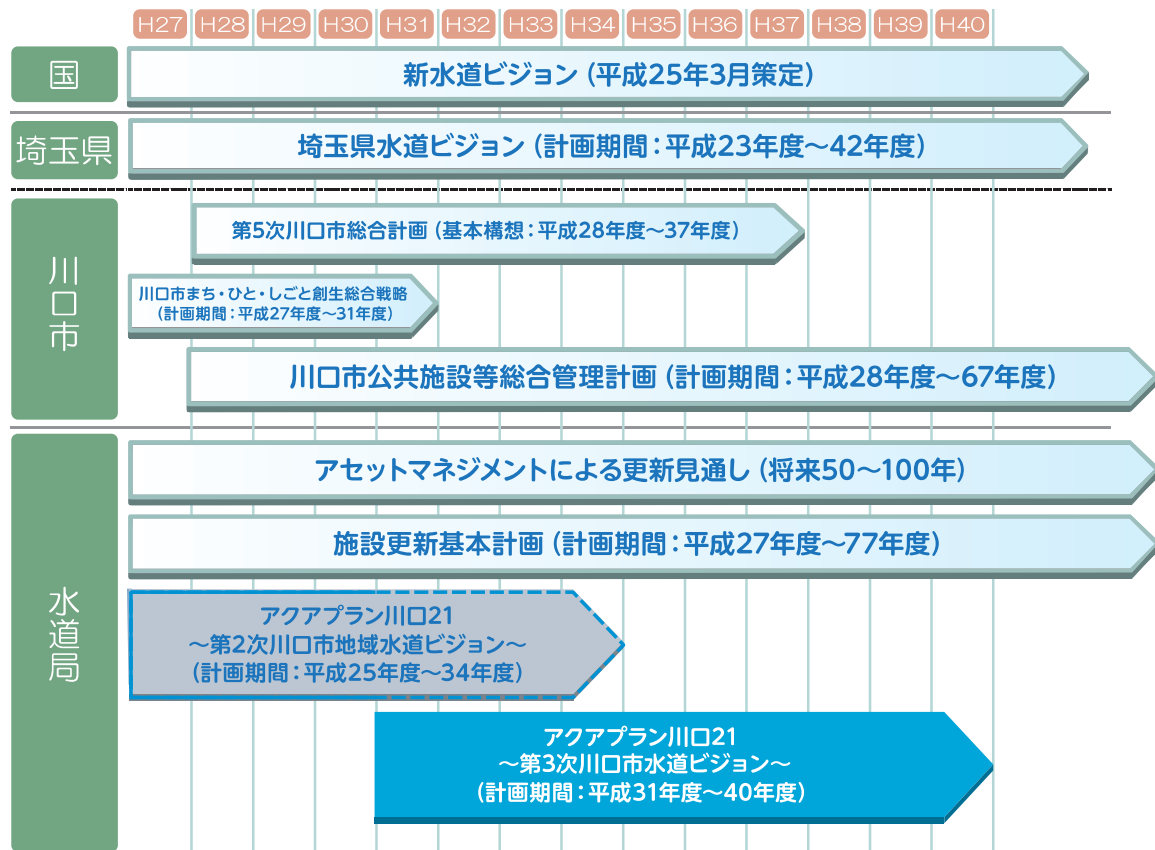 H27 H28 H29 H30 H31 H32 H33 H34 H35 H36 H37 H38 H39 H40
国
新水道ビジョン(平成25年3月策定)
埼玉県
埼玉県水道ビジョン(計画期間:平成23年度〜42年度)
川口市
第5次川口市総合計画(基本構想:平成28年度〜37年度)
川口市まち・ひと・しごと創生総合戦略
(計画期間:平成27年度〜31年度)
川口市公共施設等総合管理計画(計画期間:平成28年度〜67年度)
水道局
アセットマネジメントによる更新見通し(将来50〜100年)
施設更新基本計画(計画期間:平成27年度〜77年度)
アクアプラン川口21
〜第2次川口市地域水道ビジョン〜
(計画期間:平成25年度〜34年度)
アクアプラン川口21
〜第3次川口市水道ビジョン〜
(計画期間:平成31年度〜40年度)